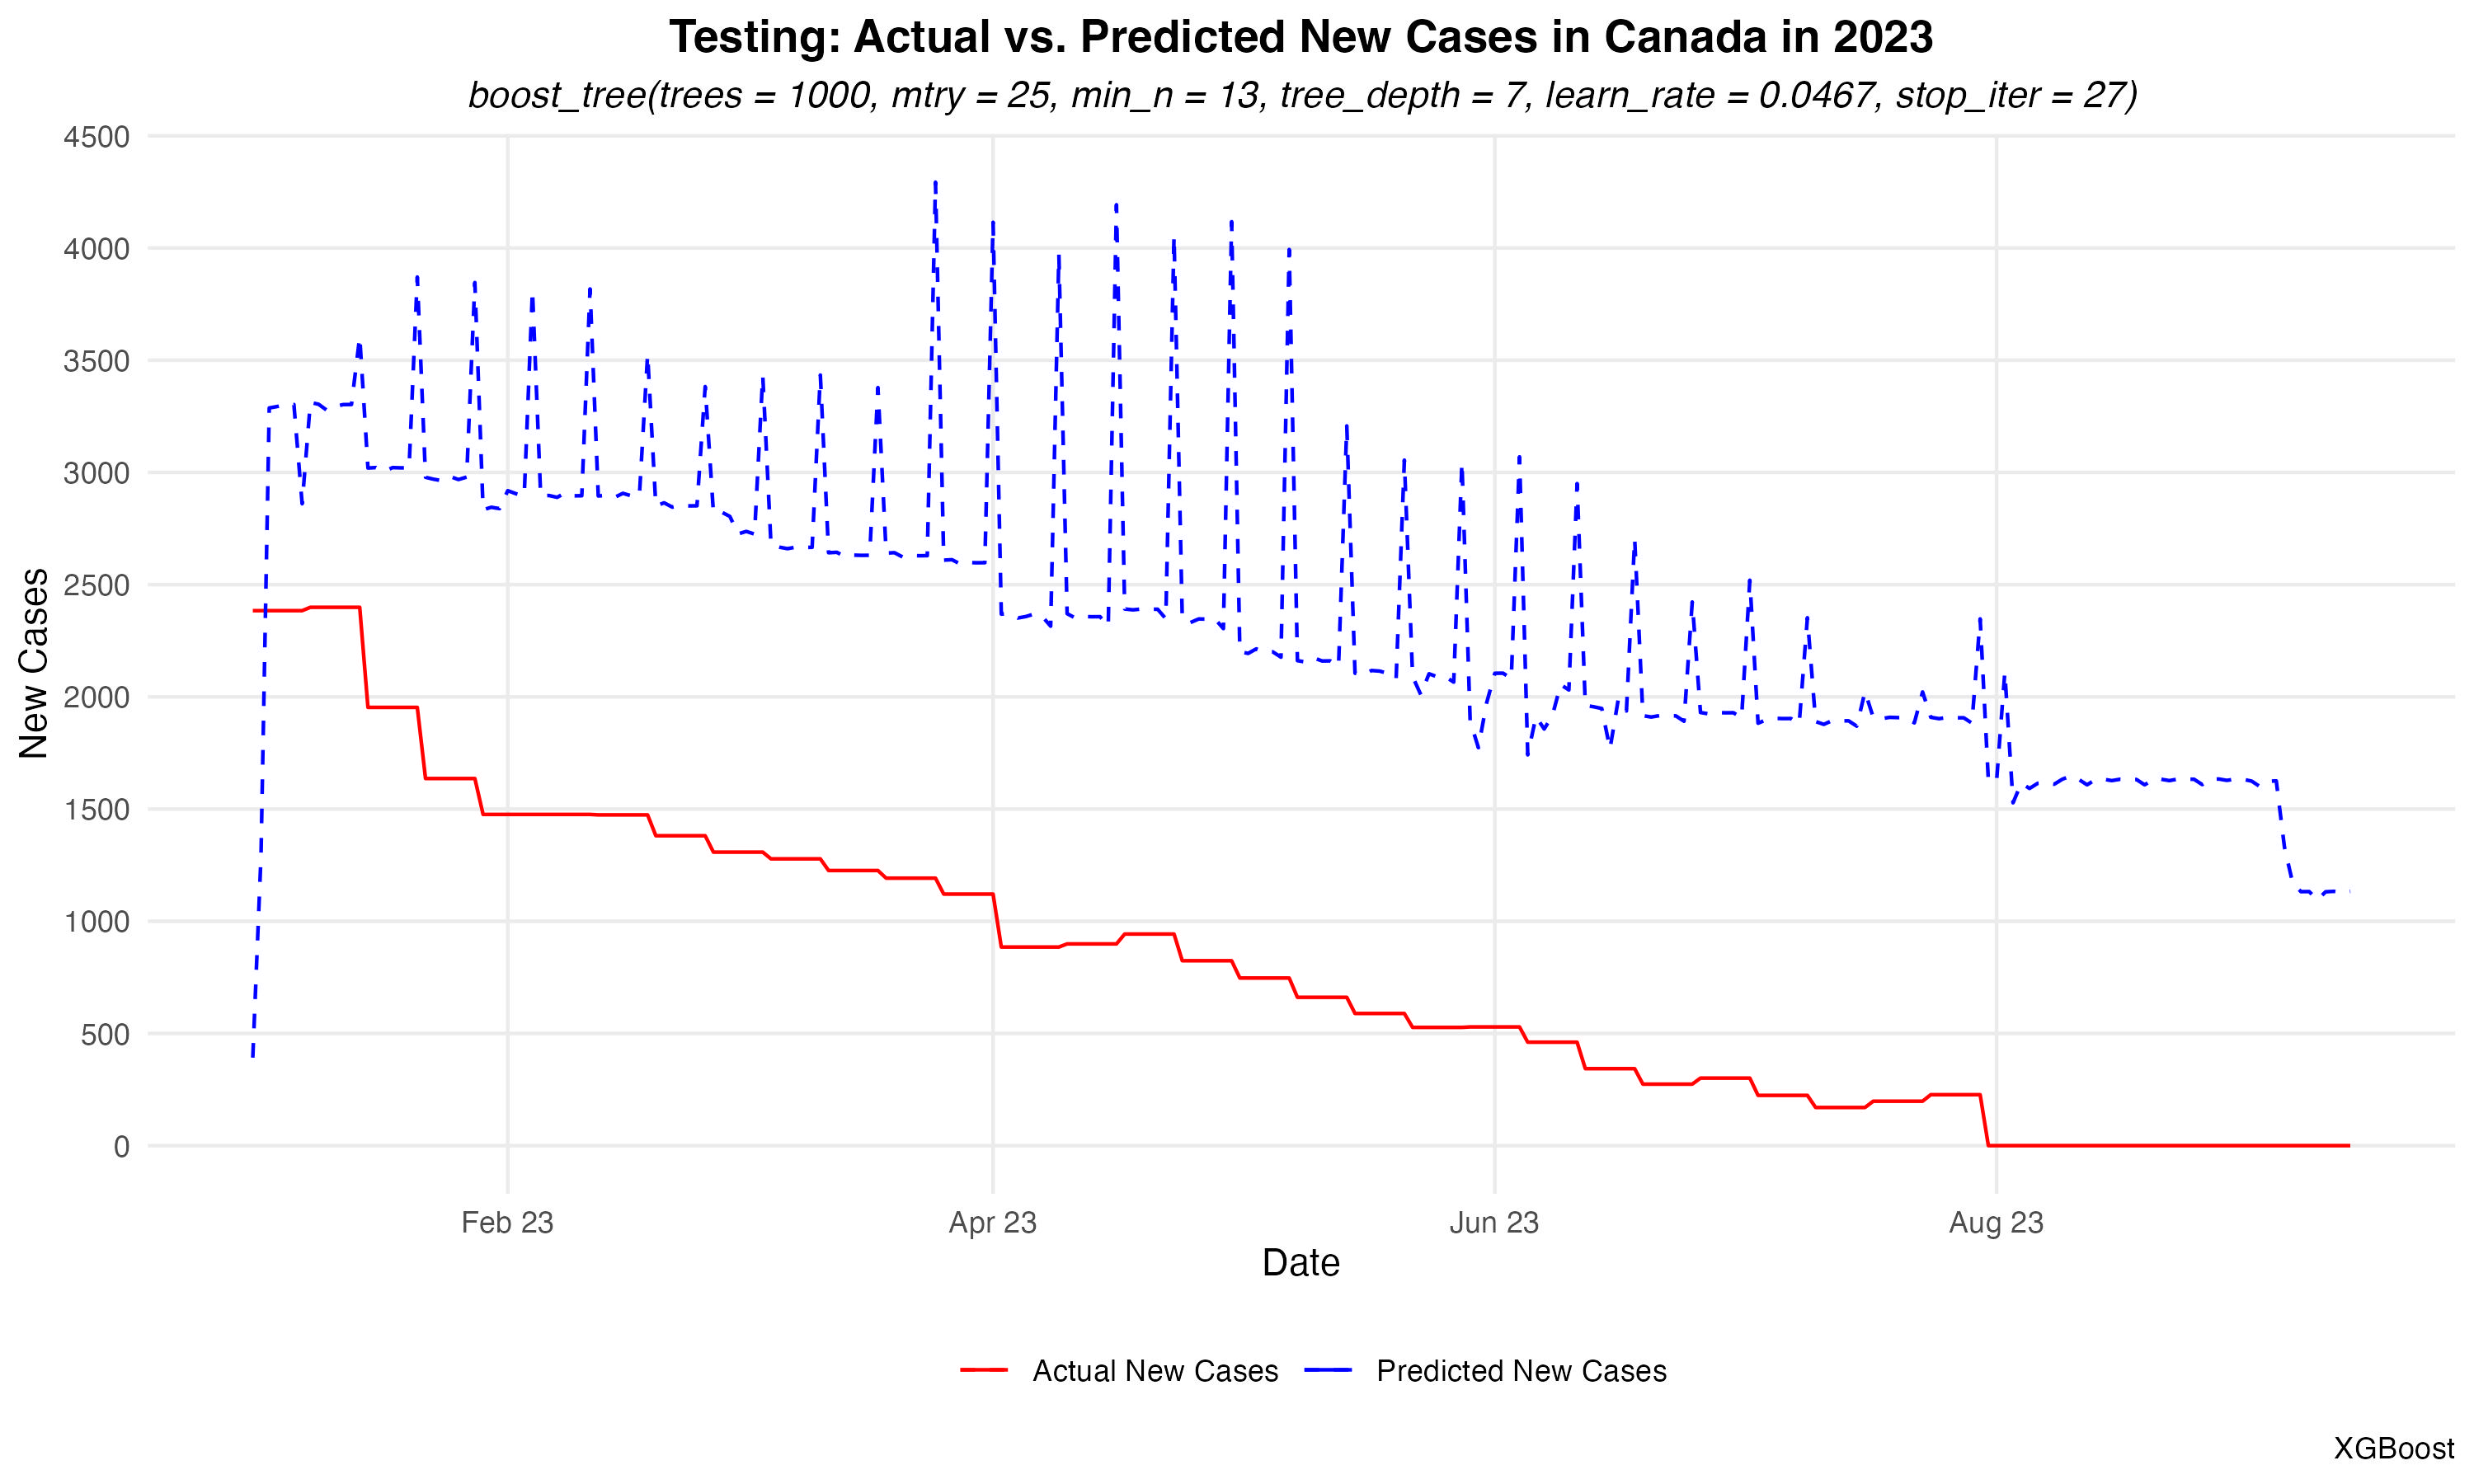 Testing: Actual vs. Predicted New Cases in Canada in 2023
boost_tree(trees = 1000, mtry = 25, min_n = 13, tree_depth = 7, learn_rate = 0.0467, stop_iter = 27)
4500
4000
3500
3000
2500
2000
1500
1000
500
0
New Cases
Feb 23
Apr 23
Jun 23
Aug 23
Date
Actual New Cases
Predicted New Cases
XGBoost